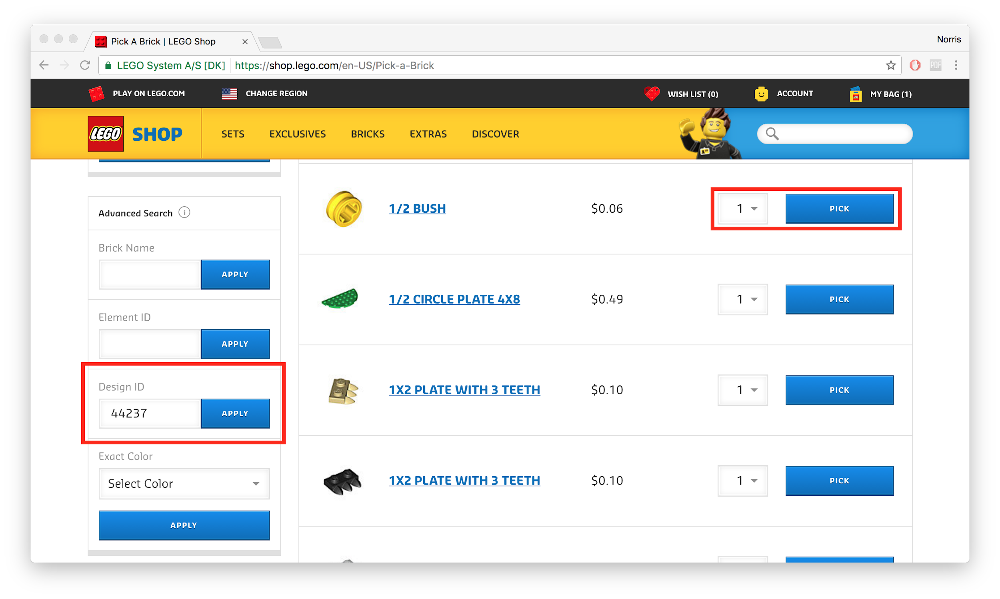 Pick A Brick | LEGO Shop
Norris
LEGO System A/S [DK] https://shop.lego.com/en-US/Pick-a-Brick
PDF
PLAY ON LEGO.COM CHANGE REGION WISH LIST (0) ACCOUNT MY BAG (1)
LEGO SHOP SETS EXCLUSIVES BRICKS EXTRAS DISCOVER
Advanced Search i
Brick Name
APPLY
Element ID
APPLY
Design ID
44237 APPLY
Exact Color
Select Color
APPLY
1/2 BUSH $0.06 1 PICK
1/2 CIRCLE PLATE 4X8 $0.49 1 PICK
1X2 PLATE WITH 3 TEETH $0.10 1 PICK
1X2 PLATE WITH 3 TEETH $0.10 1 PICK